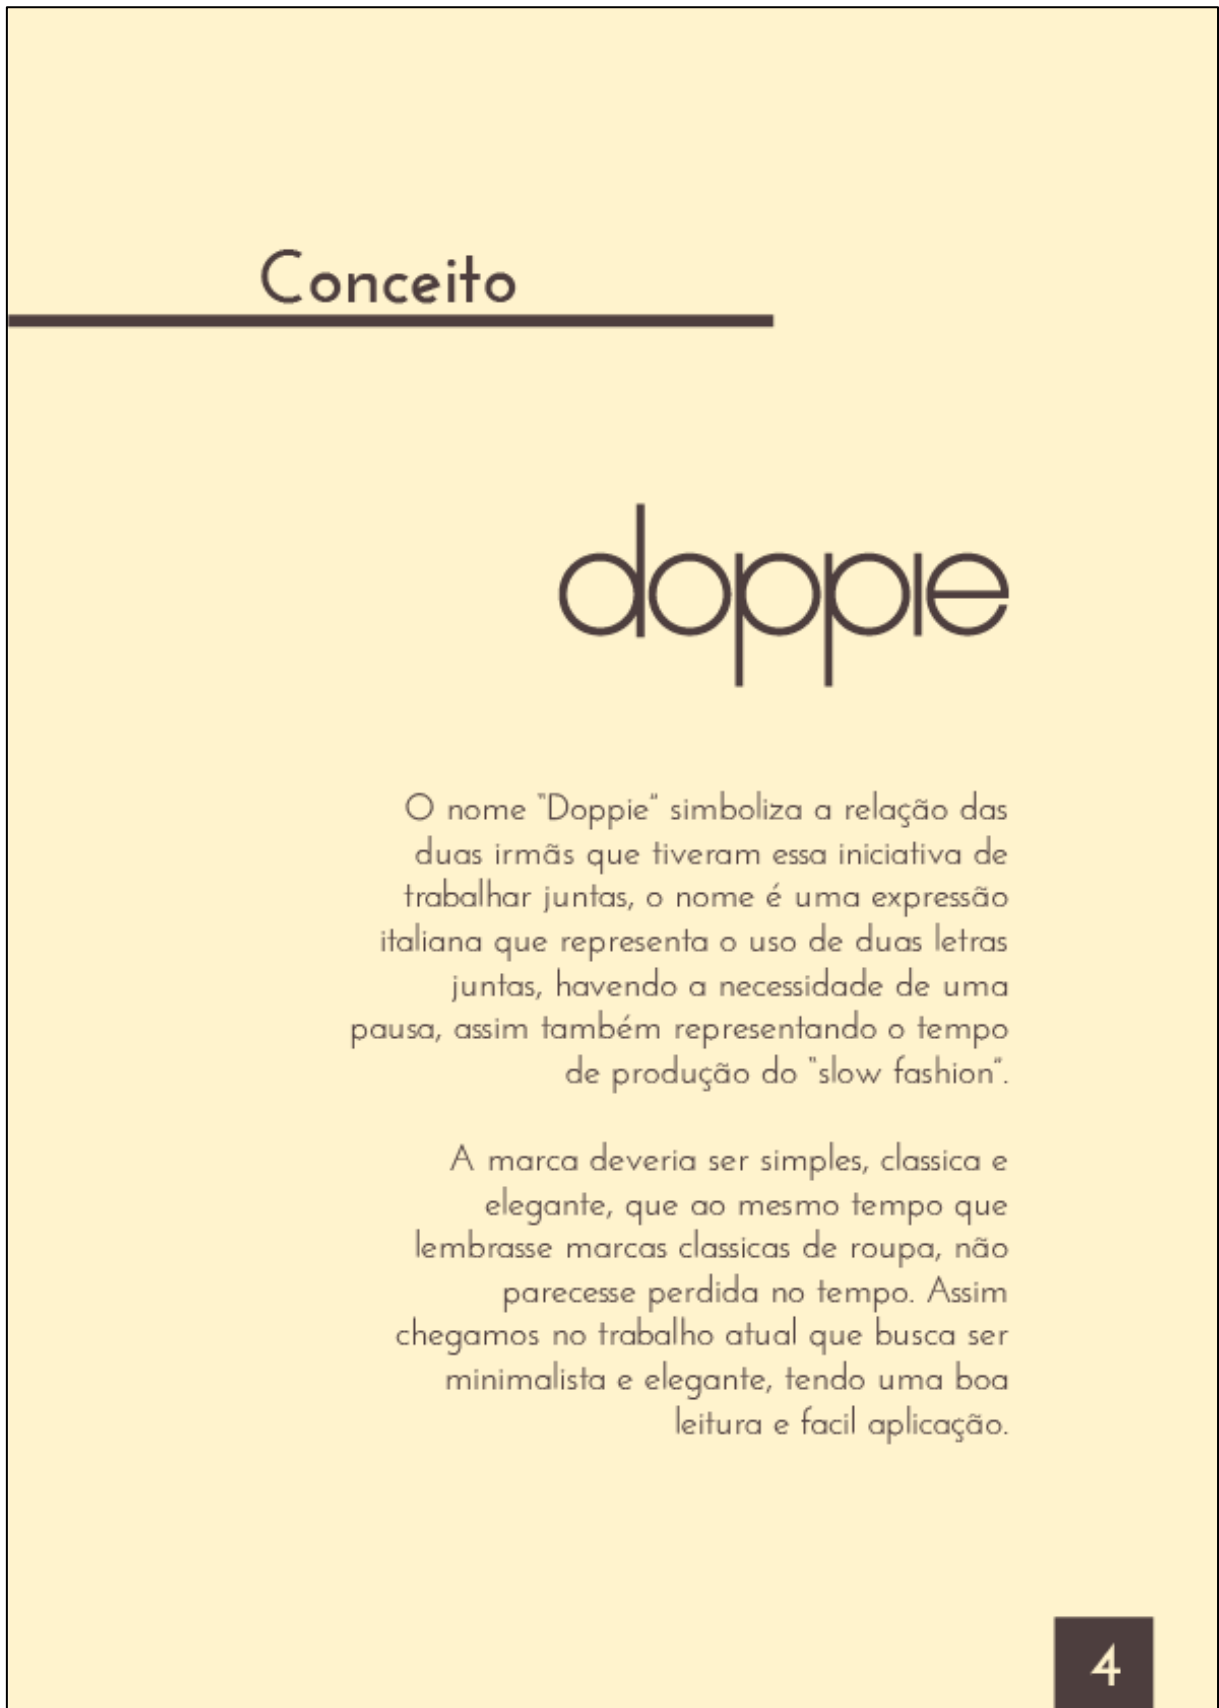 Conceito
doppie
O nome "Doppie" simboliza a relação das
duas irmãs que tiveram essa iniciativa de
trabalhar juntas, o nome é uma expressão
italiana que representa o uso de duas letras
juntas, havendo a necessidade de uma
pausa, assim também representando o tempo
de produção do "slow fashion".
A marca deveria ser simples, classica e
elegante, que ao mesmo tempo que
lembrasse marcas classicas de roupa, não
parecesse perdida no tempo. Assim
chegamos no trabalho atual que busca ser
minimalista e elegante, tendo uma boa
leitura e facil aplicação.
4